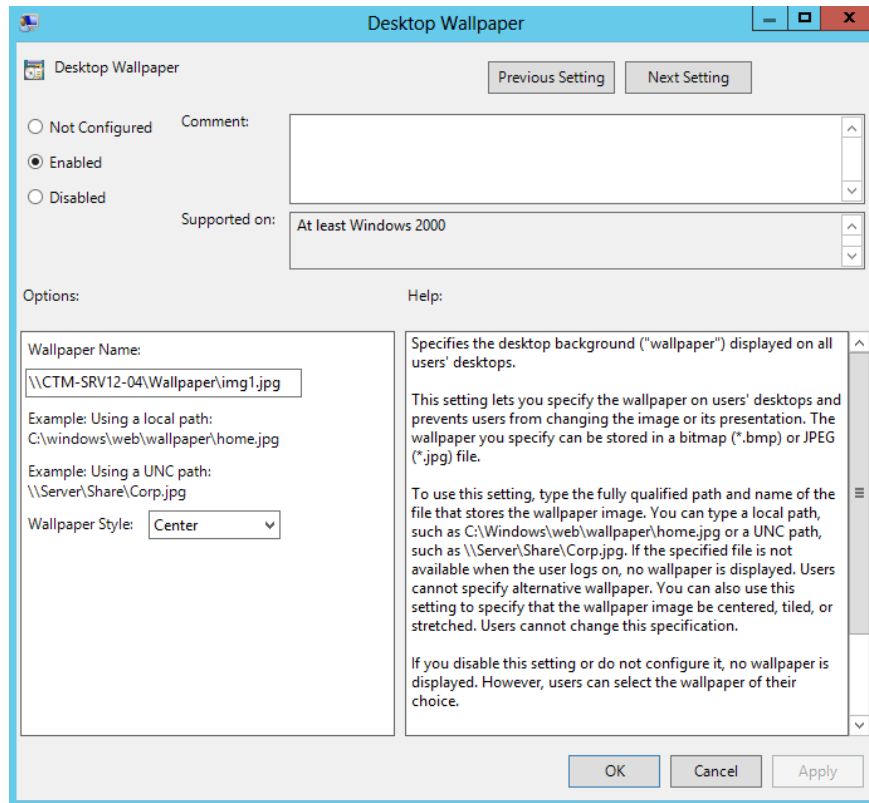 Desktop Wallpaper
Desktop Wallpaper
Previous Setting
Next Setting
Not Configured
Comment:
Enabled
Disabled
Supported on:
At least Windows 2000
Options:
Help:
Wallpaper Name:
\\CTM-SRV12-04\Wallpaper\img1.jpg
Example: Using a local path:
C:\windows\web\wallpaper\home.jpg
Example: Using a UNC path:
\\Server\Share\Corp.jpg
Wallpaper Style:
Center
Specifies the desktop background ("wallpaper") displayed on all
users' desktops.
This setting lets you specify the wallpaper on users' desktops and
prevents users from changing the image or its presentation. The
wallpaper you specify can be stored in a bitmap (*.bmp) or JPEG
(*.jpg) file.
To use this setting, type the fully qualified path and name of the
file that stores the wallpaper image. You can type a local path,
such as C:\Windows\web\wallpaper\home.jpg or a UNC path,
such as \\Server\Share\Corp.jpg. If the specified file is not
available when the user logs on, no wallpaper is displayed. Users
cannot specify alternative wallpaper. You can also use this
setting to specify that the wallpaper image be centered, tiled, or
stretched. Users cannot change this specification.
If you disable this setting or do not configure it, no wallpaper is
displayed. However, users can select the wallpaper of their
choice.
OK
Cancel
Apply